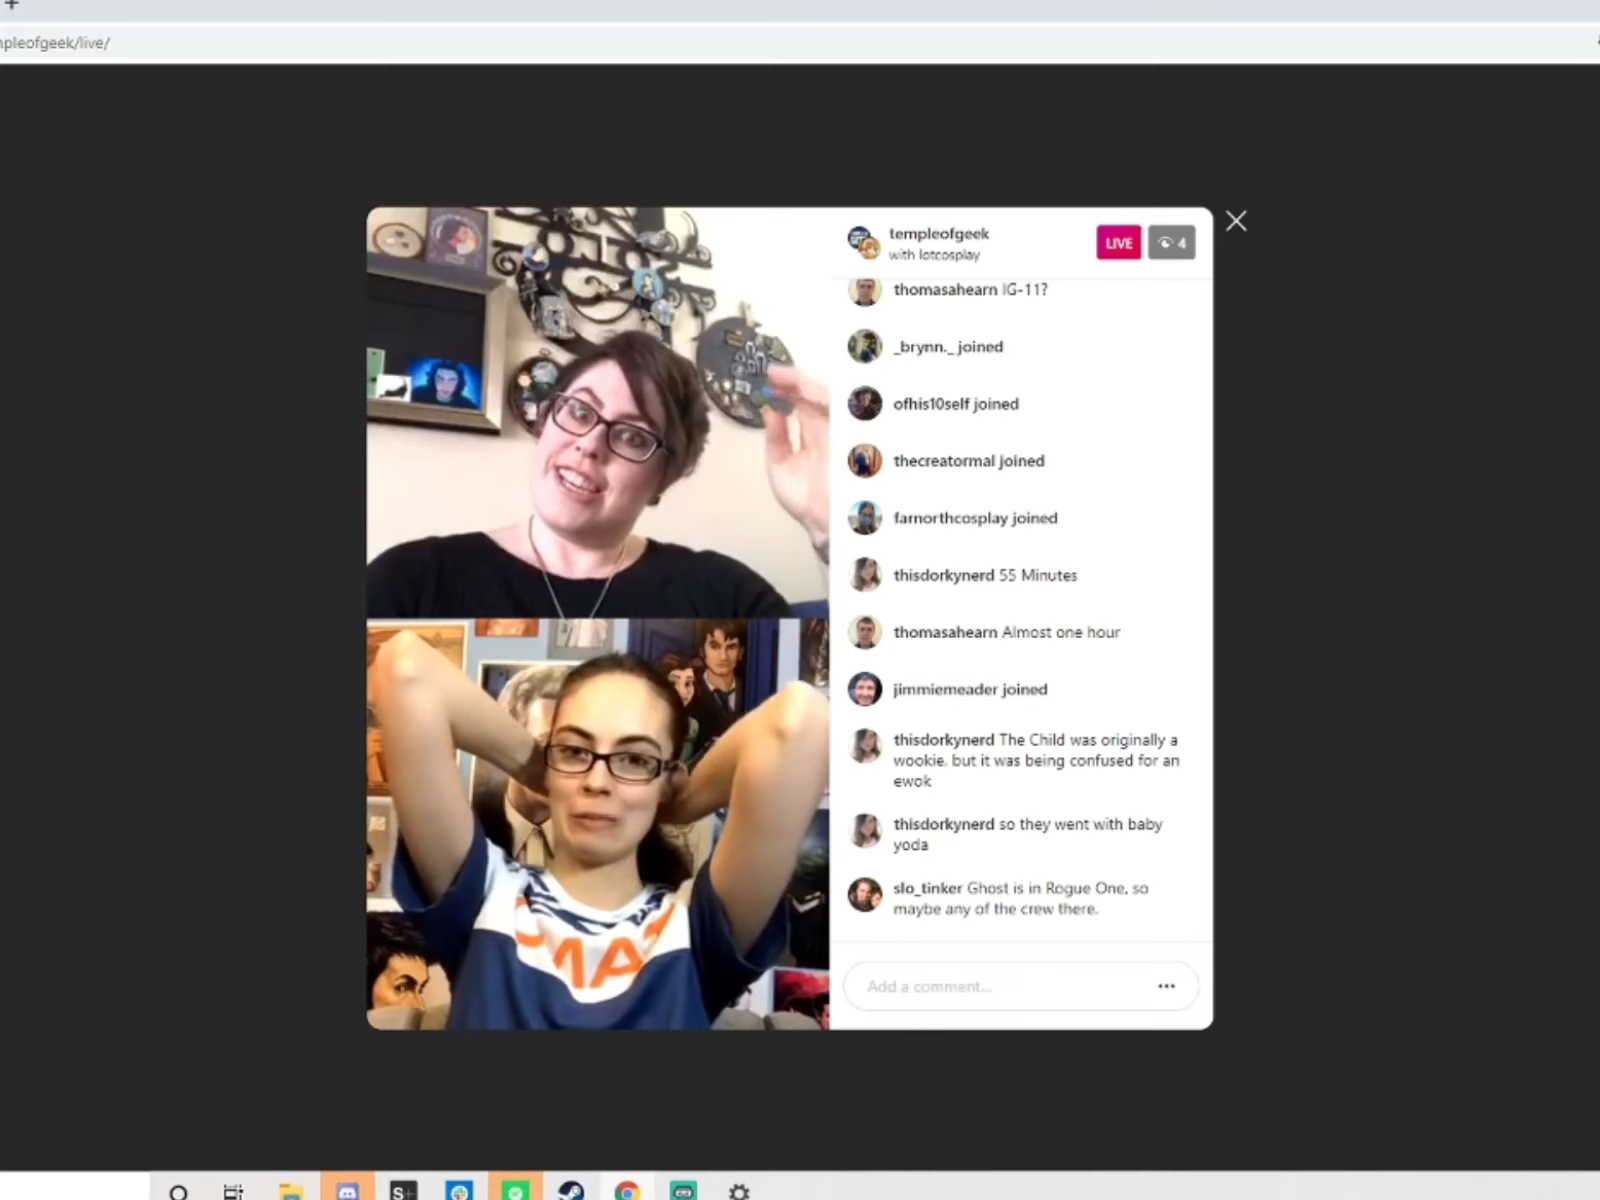 +
mpleofgeek/live/
templeofgeek
with lotcosplay
LIVE
4
thomasahearn IG-11?
_brynn._ joined
ofhis10self joined
thecreatormal joined
farnorthcosplay joined
thisdorkynerd 55 Minutes
thomasahearn Almost one hour
jimmiemeader joined
thisdorkynerd The Child was originally a
wookie, but it was being confused for an
ewok
thisdorkynerd so they went with baby
yoda
slo_tinker Ghost is in Rogue One, so
maybe any of the crew there.
Add a comment...
S+